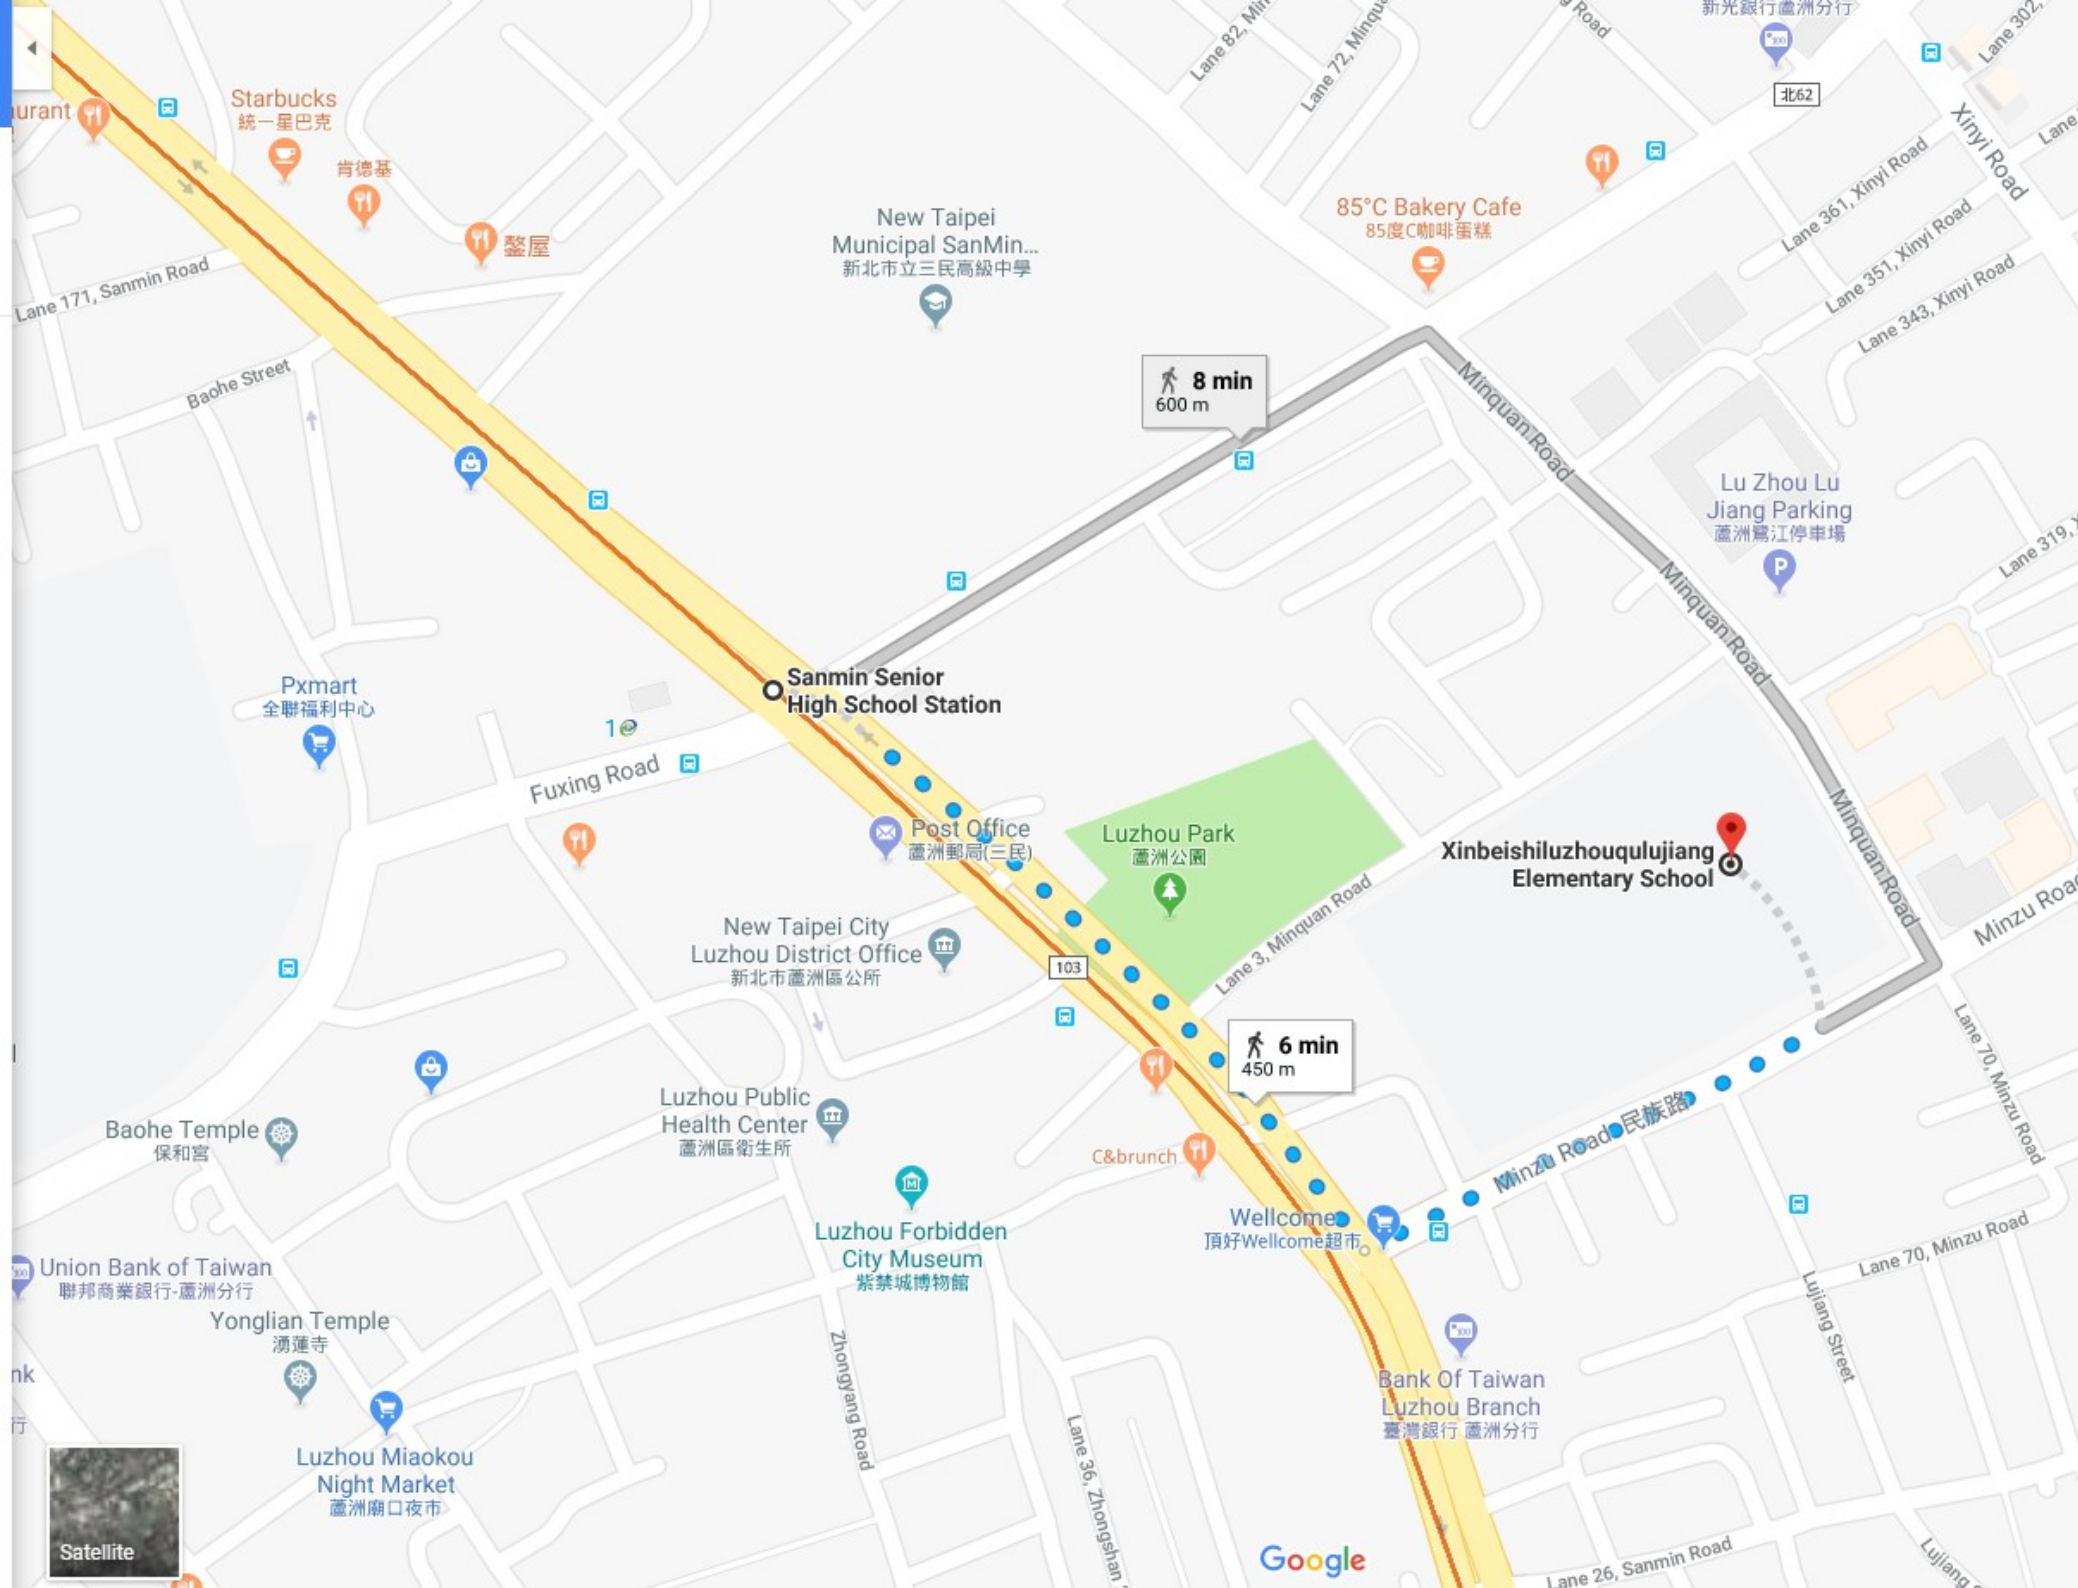 新光銀行蘆洲分行
Lane 82, Min
Lane 72, Minqu
g Road
Lane 302,
北62
Xinyi Road
Lane
urant
Starbucks
統一星巴克
肯德基
鑿屋
New Taipei
Municipal SanMin...
新北市立三民高級中學
85°C Bakery Cafe
85度C咖啡蛋糕
Lane 361, Xinyi Road
Lane 351, Xinyi Road
Lane 343, Xinyi Road
Lane 171, Sanmin Road
Baohe Street
8 min
600 m
Minquan Road
Lu Zhou Lu
Jiang Parking
蘆洲鷺江停車場
P
Lane 319, X
Minquan Road
Sanmin Senior
High School Station
Pxmart
全聯福利中心
1
Fuxing Road
Post Office
蘆洲郵局(三民)
Luzhou Park
蘆洲公園
Xinbeishiluzhouqulujiang
Elementary School
Minquan Road
Minzu Road
Lane 3, Minquan Road
New Taipei City
Luzhou District Office
新北市蘆洲區公所
103
6 min
450 m
Lane 70, Minzu Road
Luzhou Public
Health Center
蘆洲區衛生所
Baohe Temple
保和宮
C&brunch
Minzu Road 民族路
Luzhou Forbidden
City Museum
紫禁城博物館
Wellcome
頂好Wellcome超市
Lane 70, Minzu Road
Union Bank of Taiwan
聯邦商業銀行-蘆洲分行
Yonglian Temple
湧蓮寺
Lujiang Street
Zhongyang Road
nk
行
Bank Of Taiwan
Luzhou Branch
臺灣銀行 蘆洲分行
Luzhou Miaokou
Night Market
蘆洲廟口夜市
Lane 36, Zhongshan
Satellite
Google
Lane 26, Sanmin Road
Lujiang